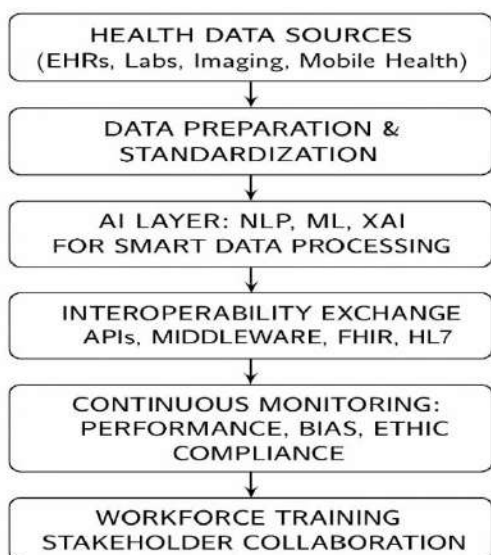 HEALTH DATA SOURCES
(EHRs, Labs, Imaging, Mobile Health)
DATA PREPARATION &
STANDARDIZATION
AI LAYER: NLP, ML, XAI
FOR SMART DATA PROCESSING
INTEROPERABILITY EXCHANGE
APIs, MIDDLEWARE, FHIR, HL7
CONTINUOUS MONITORING:
PERFORMANCE, BIAS, ETHIC
COMPLIANCE
WORKFORCE TRAINING
STAKEHOLDER COLLABORATION